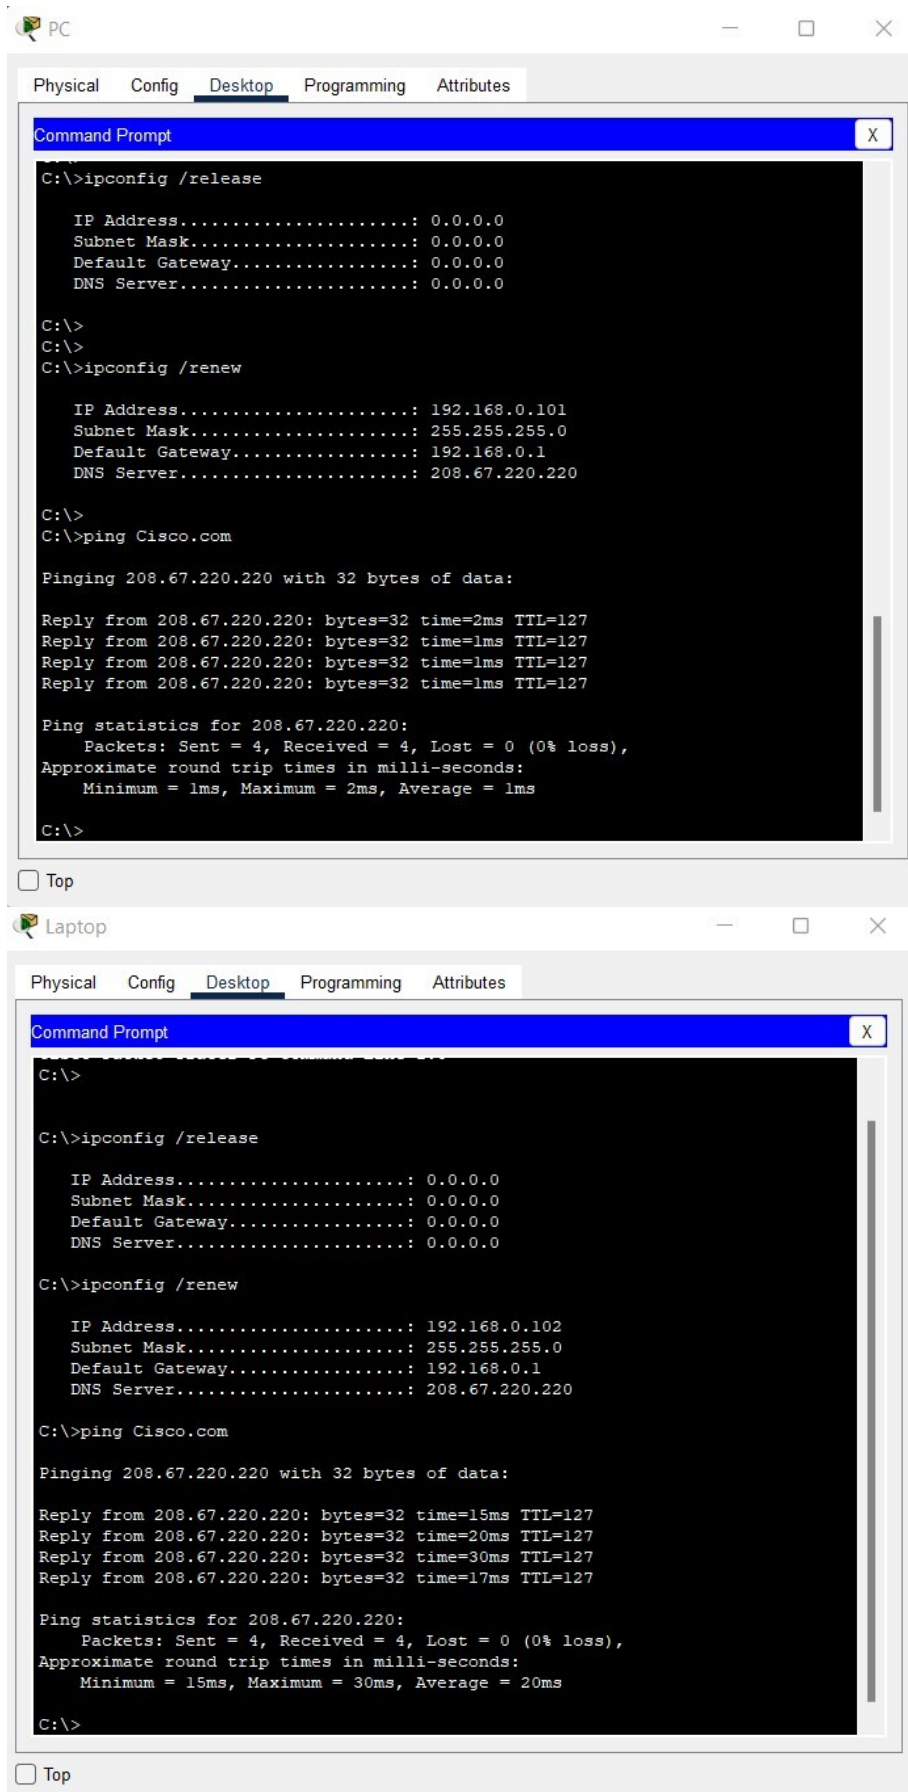 PC
Physical Config Desktop Programming Attributes
Command Prompt X
C:\>ipconfig /release
IP Address......................: 0.0.0.0
Subnet Mask.....................: 0.0.0.0
Default Gateway.................: 0.0.0.0
DNS Server......................: 0.0.0.0
C:\>
C:\>
C:\>ipconfig /renew
IP Address......................: 192.168.0.101
Subnet Mask.....................: 255.255.255.0
Default Gateway.................: 192.168.0.1
DNS Server......................: 208.67.220.220
C:\>
C:\>ping Cisco.com
Pinging 208.67.220.220 with 32 bytes of data:
Reply from 208.67.220.220: bytes=32 time=2ms TTL=127
Reply from 208.67.220.220: bytes=32 time=1ms TTL=127
Reply from 208.67.220.220: bytes=32 time=1ms TTL=127
Reply from 208.67.220.220: bytes=32 time=1ms TTL=127
Ping statistics for 208.67.220.220:
Packets: Sent = 4, Received = 4, Lost = 0 (0% loss),
Approximate round trip times in milli-seconds:
Minimum = 1ms, Maximum = 2ms, Average = 1ms
C:\>
Top
Laptop
Physical Config Desktop Programming Attributes
Command Prompt X
C:\>
C:\>ipconfig /release
IP Address......................: 0.0.0.0
Subnet Mask.....................: 0.0.0.0
Default Gateway.................: 0.0.0.0
DNS Server......................: 0.0.0.0
C:\>ipconfig /renew
IP Address......................: 192.168.0.102
Subnet Mask.....................: 255.255.255.0
Default Gateway.................: 192.168.0.1
DNS Server......................: 208.67.220.220
C:\>ping Cisco.com
Pinging 208.67.220.220 with 32 bytes of data:
Reply from 208.67.220.220: bytes=32 time=15ms TTL=127
Reply from 208.67.220.220: bytes=32 time=20ms TTL=127
Reply from 208.67.220.220: bytes=32 time=30ms TTL=127
Reply from 208.67.220.220: bytes=32 time=17ms TTL=127
Ping statistics for 208.67.220.220:
Packets: Sent = 4, Received = 4, Lost = 0 (0% loss),
Approximate round trip times in milli-seconds:
Minimum = 15ms, Maximum = 30ms, Average = 20ms
C:\>
Top